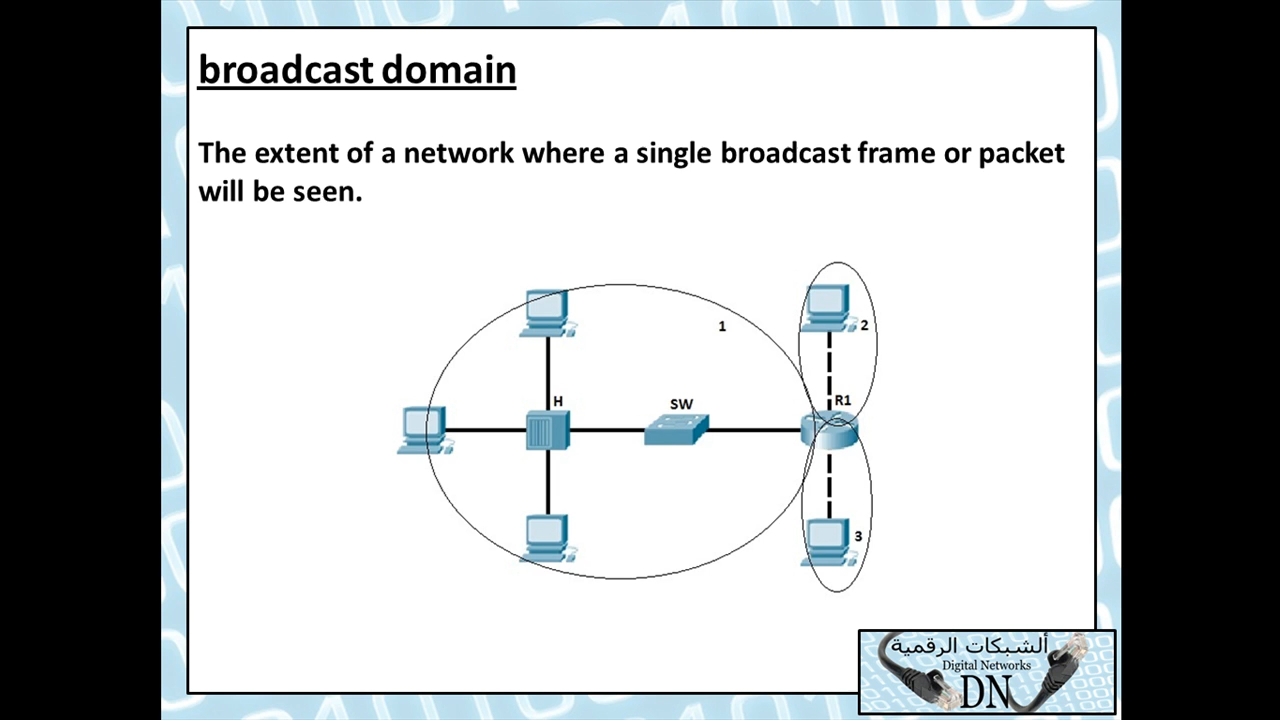 broadcast domain
The extent of a network where a single broadcast frame or packet
will be seen.
1
2
H
SW
R1
3
ألشبكات الرقمية
Digital Networks
DN